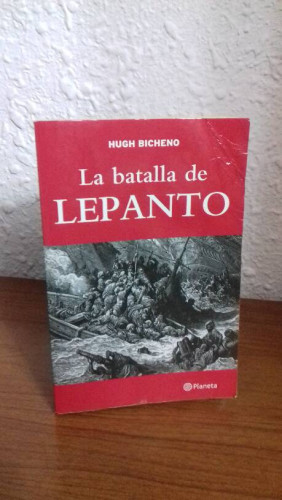 HUGH BICHENO
La batalla de
LEPANTO
Planeta